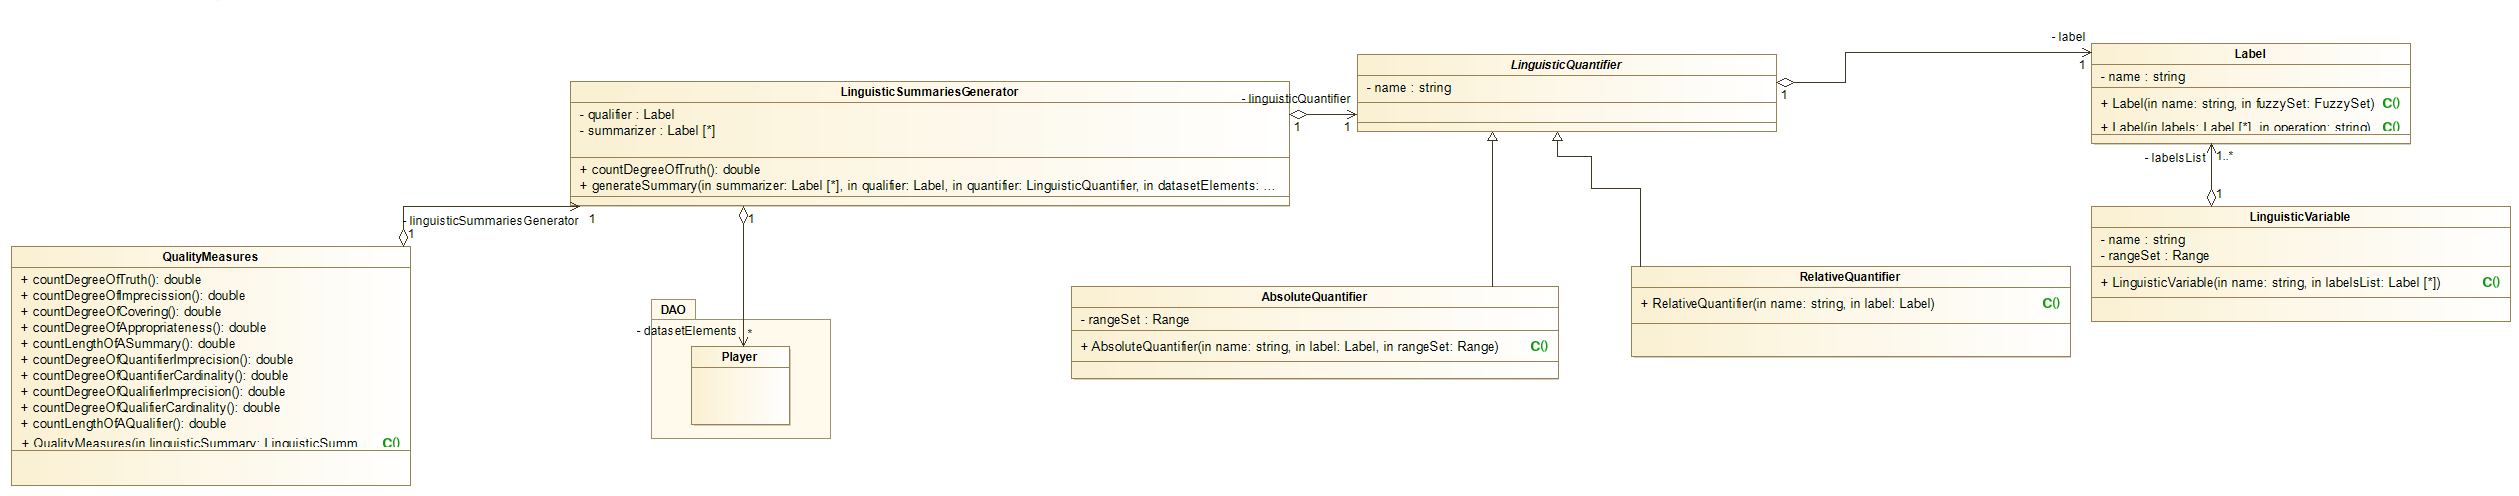 LinguisticSummariesGenerator
- qualifier : Label
- summarizer : Label [*]
+ countDegreeOfTruth(): double
+ generateSummary(in summarizer: Label [*], in qualifier: Label, in quantifier: LinguisticQuantifier, in datasetElements: ...
- linguisticQuantifier
1
1
LinguisticQuantifier
- name : string
1
- label
1
Label
- name : string
+ Label(in name: string, in fuzzySet: FuzzySet) C()
+ Label(in labels: Label [*], in operation: string) C()
- labelsList
1..*
1
LinguisticVariable
- name : string
- rangeSet : Range
+ LinguisticVariable(in name: string, in labelsList: Label [*]) C()
- linguisticSummariesGenerator
1
1
QualityMeasures
+ countDegreeOfTruth(): double
+ countDegreeOfImprecission(): double
+ countDegreeOfCovering(): double
+ countDegreeOfAppropriateness(): double
+ countLengthOfASummary(): double
+ countDegreeOfQuantifierImprecision(): double
+ countDegreeOfQuantifierCardinality(): double
+ countDegreeOfQualifierImprecision(): double
+ countDegreeOfQualifierCardinality(): double
+ countLengthOfAQualifier(): double
+ QualityMeasures(in linguisticSummary: LinguisticSumm C()
1
DAO
- datasetElements
*
Player
AbsoluteQuantifier
- rangeSet : Range
+ AbsoluteQuantifier(in name: string, in label: Label, in rangeSet: Range) C()
RelativeQuantifier
+ RelativeQuantifier(in name: string, in label: Label) C()